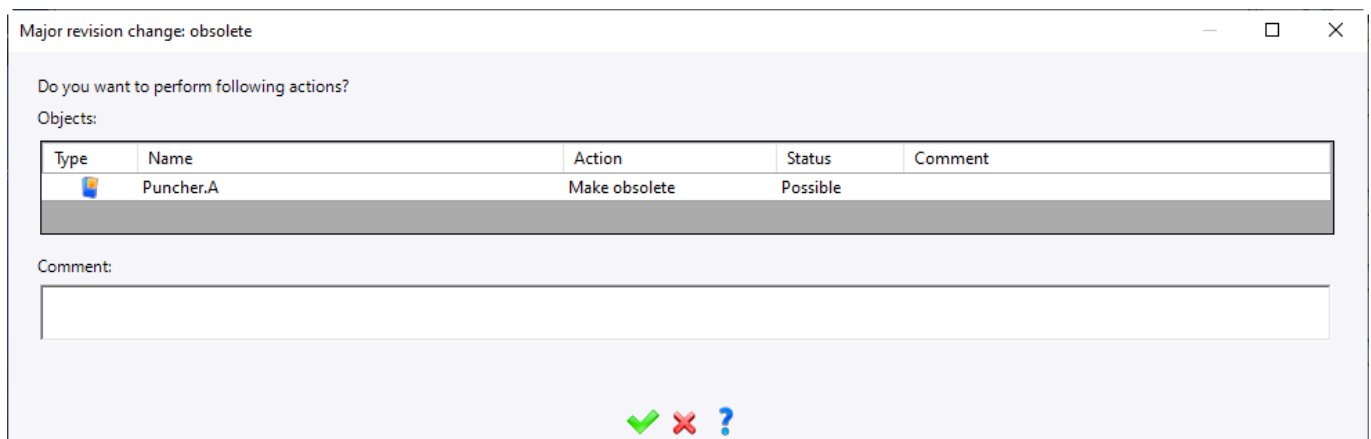 Major revision change: obsolete
Do you want to perform following actions?
Objects:
Type Name Action Status Comment
Puncher.A Make obsolete Possible
Comment: